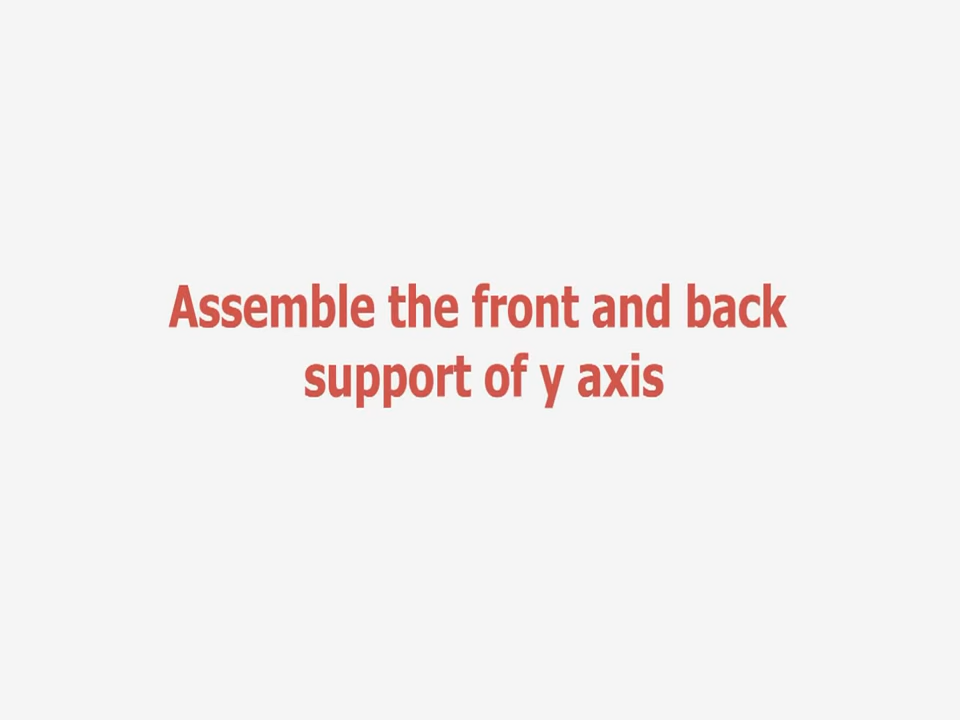 Assemble the front and back
support of y axis